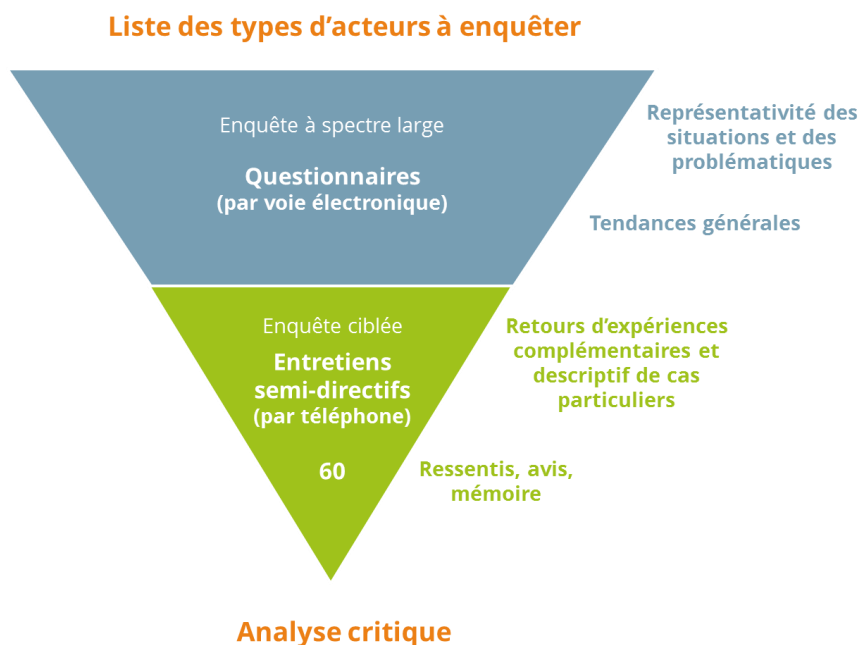 Liste des types d’acteurs à enquêter
Enquête à spectre large
Questionnaires
(par voie électronique)
Représentativité des
situations et des
problématiques
Tendances générales
Enquête ciblée
Entretiens
semi-directifs
(par téléphone)
60
Retours d’expériences
complémentaires et
descriptif de cas
particuliers
Ressentis, avis,
mémoire
Analyse critique